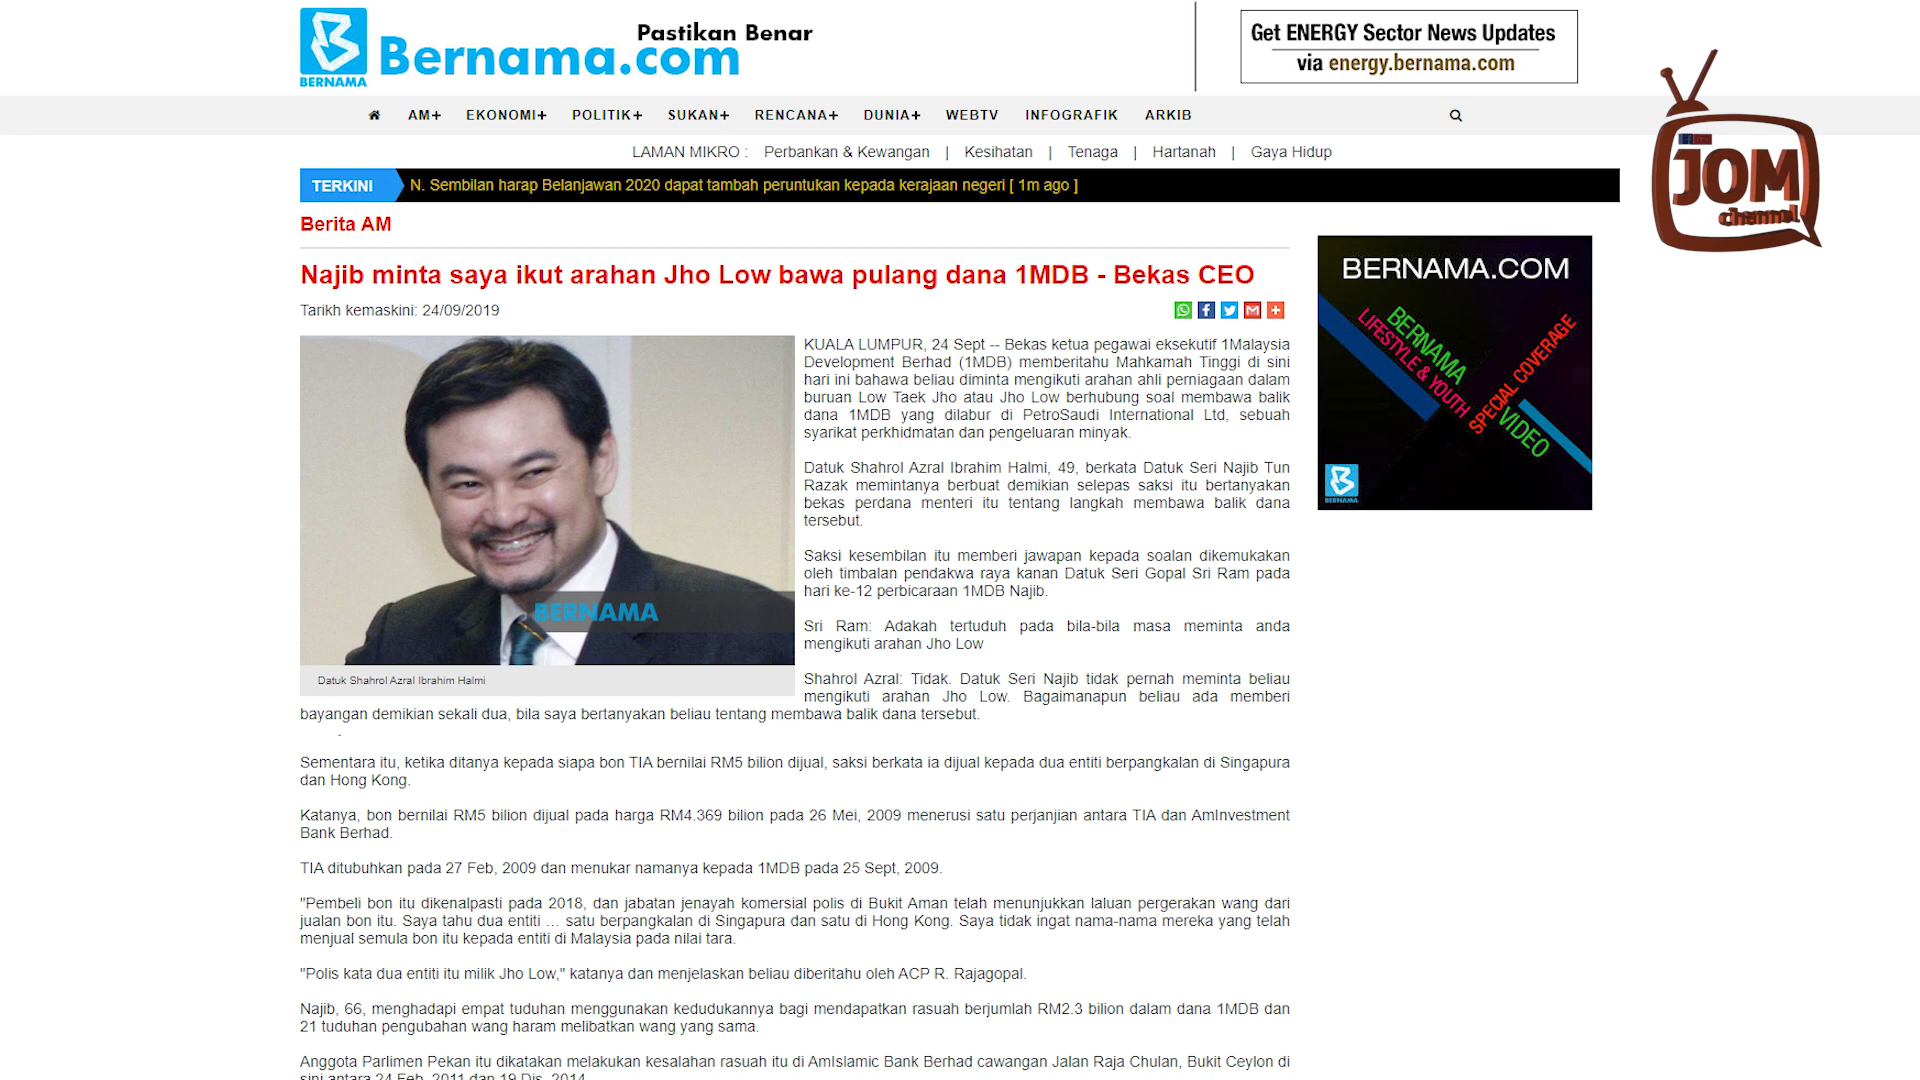 BERNAMA
Pastikan Benar
Bernama.com
Get ENERGY Sector News Updates
via energy.bernama.com
AM+ EKONOMI+ POLITIK+ SUKAN+ RENCANA+ DUNIA+ WEBTV INFOGRAFIK ARKIB
LAMAN MIKRO : Perbankan & Kewangan | Kesihatan | Tenaga | Hartanah | Gaya Hidup
TERKINI N. Sembilan harap Belanjawan 2020 dapat tambah peruntukan kepada kerajaan negeri [ 1m ago ]
JOM
channel
Berita AM
Najib minta saya ikut arahan Jho Low bawa pulang dana 1MDB - Bekas CEO
Tarikh kemaskini: 24/09/2019
BERNAMA
Datuk Shahrol Azral Ibrahim Halmi
KUALA LUMPUR, 24 Sept -- Bekas ketua pegawai eksekutif 1Malaysia
Development Berhad (1MDB) memberitahu Mahkamah Tinggi di sini
hari ini bahawa beliau diminta mengikuti arahan ahli perniagaan dalam
buruan Low Taek Jho atau Jho Low berhubung soal membawa balik
dana 1MDB yang dilabur di PetroSaudi International Ltd, sebuah
syarikat perkhidmatan dan pengeluaran minyak.
Datuk Shahrol Azral Ibrahim Halmi, 49, berkata Datuk Seri Najib Tun
Razak memintanya berbuat demikian selepas saksi itu bertanyakan
bekas perdana menteri itu tentang langkah membawa balik dana
tersebut.
Saksi kesembilan itu memberi jawapan kepada soalan dikemukakan
oleh timbalan pendakwa raya kanan Datuk Seri Gopal Sri Ram pada
hari ke-12 perbicaraan 1MDB Najib.
Sri Ram: Adakah tertuduh pada bila-bila masa meminta anda
mengikuti arahan Jho Low
Shahrol Azral: Tidak. Datuk Seri Najib tidak pernah meminta beliau
mengikuti arahan Jho Low. Bagaimanapun beliau ada memberi
bayangan demikian sekali dua, bila saya bertanyakan beliau tentang membawa balik dana tersebut.
.
Sementara itu, ketika ditanya kepada siapa bon TIA bernilai RM5 bilion dijual, saksi berkata ia dijual kepada dua entiti berpangkalan di Singapura
dan Hong Kong.
Katanya, bon bernilai RM5 bilion dijual pada harga RM4.369 bilion pada 26 Mei, 2009 menerusi satu perjanjian antara TIA dan AmInvestment
Bank Berhad.
TIA ditubuhkan pada 27 Feb, 2009 dan menukar namanya kepada 1MDB pada 25 Sept, 2009.
"Pembeli bon itu dikenalpasti pada 2018, dan jabatan jenayah komersial polis di Bukit Aman telah menunjukkan laluan pergerakan wang dari
jualan bon itu. Saya tahu dua entiti … satu berpangkalan di Singapura dan satu di Hong Kong. Saya tidak ingat nama-nama mereka yang telah
menjual semula bon itu kepada entiti di Malaysia pada nilai tara.
"Polis kata dua entiti itu milik Jho Low," katanya dan menjelaskan beliau diberitahu oleh ACP R. Rajagopal.
Najib, 66, menghadapi empat tuduhan menggunakan kedudukannya bagi mendapatkan rasuah berjumlah RM2.3 bilion dalam dana 1MDB dan
21 tuduhan pengubahan wang haram melibatkan wang yang sama.
Anggota Parlimen Pekan itu dikatakan melakukan kesalahan rasuah itu di AmIslamic Bank Berhad cawangan Jalan Raja Chulan, Bukit Ceylon di
sini antara 24 Feb, 2011 dan 19 Dis, 2014.
BERNAMA.COM
BERNAMA
LIFESTYLE & YOUTH
SPECIAL COVERAGE
VIDEO
BERNAMA